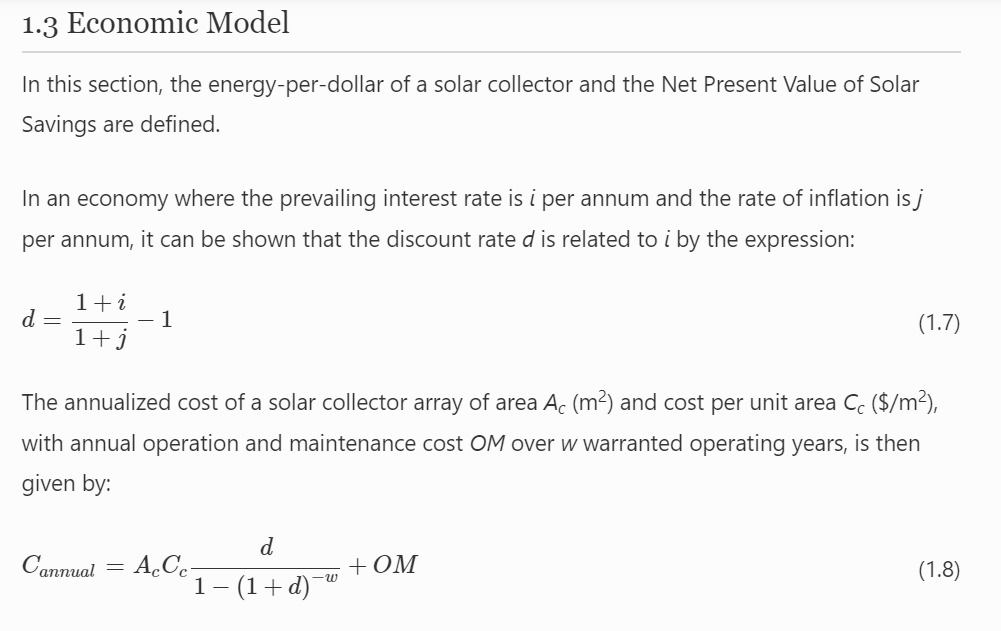 1.3 Economic Model
In this section, the energy-per-dollar of a solar collector and the Net Present Value of Solar
Savings are defined.
In an economy where the prevailing interest rate is i per annum and the rate of inflation is j
per annum, it can be shown that the discount rate d is related to i by the expression:
d = \frac{1+i}{1+j} - 1 (1.7)
The annualized cost of a solar collector array of area A_c (m²) and cost per unit area C_c ($/m²),
with annual operation and maintenance cost OM over w warranted operating years, is then
given by:
C_{annual} = A_c C_c \frac{d}{1-(1+d)^{-w}} + OM (1.8)